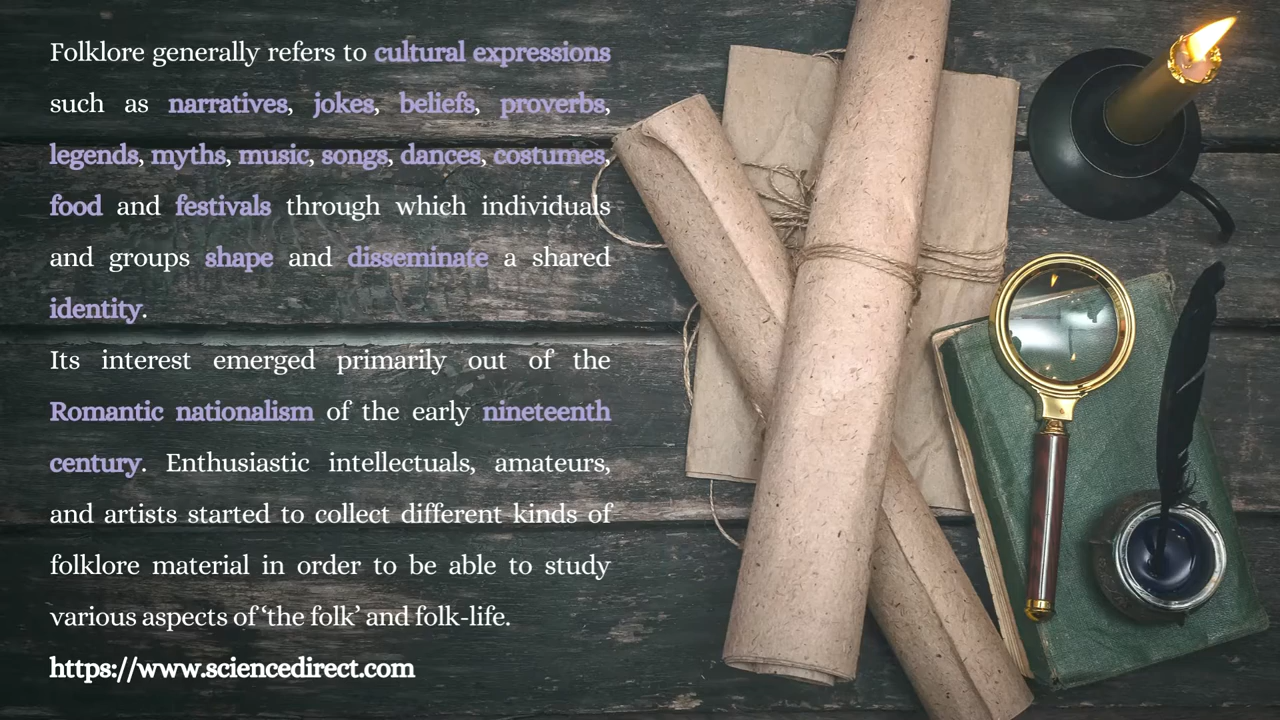 Folklore generally refers to cultural expressions
such as narratives, jokes, beliefs, proverbs,
legends, myths, music, songs, dances, costumes,
food and festivals through which individuals
and groups shape and disseminate a shared
identity.
Its interest emerged primarily out of the
Romantic nationalism of the early nineteenth
century. Enthusiastic intellectuals, amateurs,
and artists started to collect different kinds of
folklore material in order to be able to study
various aspects of ‘the folk’ and folk-life.
https://www.sciencedirect.com